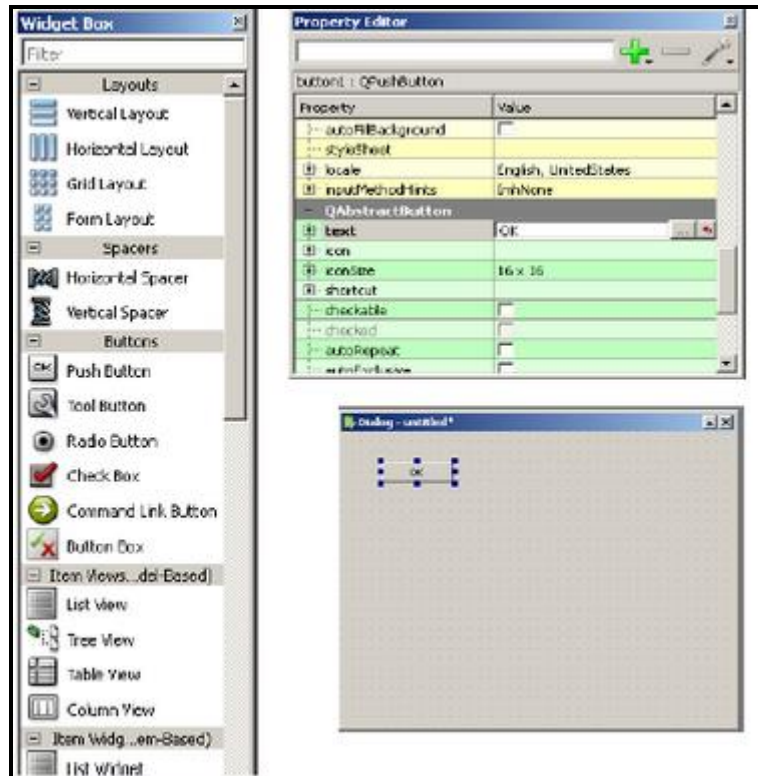 Widget Box
Filter
Layouts
Vertical Layout
Horizontal Layout
Grid Layout
Form Layout
Spacers
Horizontal Spacer
Vertical Spacer
Buttons
OK Push Button
Tool Button
Radio Button
Check Box
Command Link Button
Button Box
Item Views...del-Based)
List View
Tree View
Table View
Column View
Item Widg...em-Based)
List Widget
Property Editor
button1 : QPushButton
Property Value
autoFillBackground
styleSheet
locale English, UnitedStates
inputMethodHints ImhNone
QAbstractButton
text OK ...
icon
iconSize 16 x 16
shortcut
checkable
checked
autoRepeat
autoExclusive
Dialog - untitled*
OK